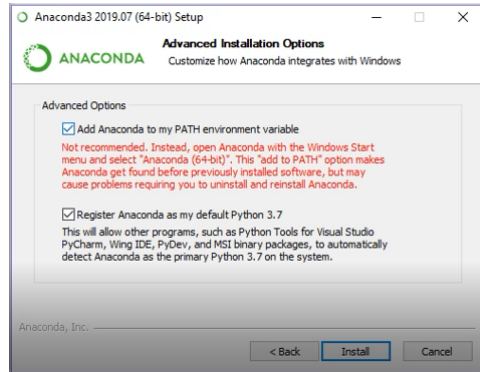 Anaconda3 2019.07 (64-bit) Setup
ANACONDA
Advanced Installation Options
Customize how Anaconda integrates with Windows
Advanced Options
Add Anaconda to my PATH environment variable
Not recommended. Instead, open Anaconda with the Windows Start
menu and select "Anaconda (64-bit)". This "add to PATH" option makes
Anaconda get found before previously installed software, but may
cause problems requiring you to uninstall and reinstall Anaconda.
Register Anaconda as my default Python 3.7
This will allow other programs, such as Python Tools for Visual Studio
PyCharm, Wing IDE, PyDev, and MSI binary packages, to automatically
detect Anaconda as the primary Python 3.7 on the system.
Anaconda, Inc.
< Back
Install
Cancel